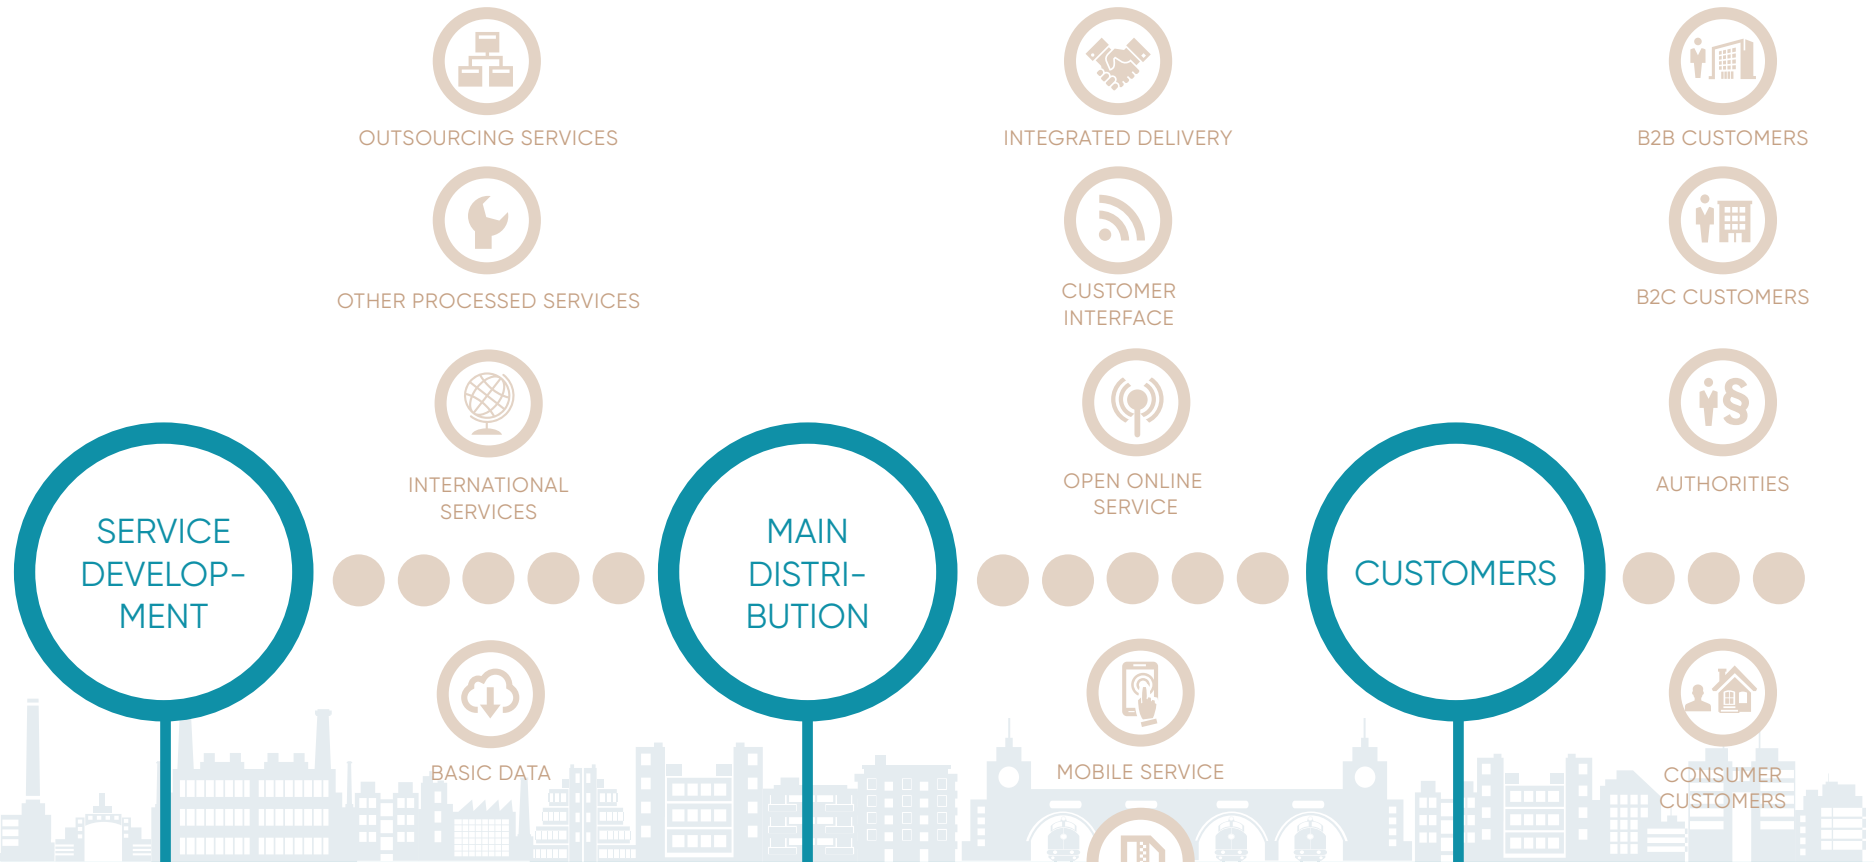 OUTSOURCING SERVICES
INTEGRATED DELIVERY
B2B CUSTOMERS
OTHER PROCESSED SERVICES
CUSTOMER
INTERFACE
B2C CUSTOMERS
INTERNATIONAL
SERVICES
OPEN ONLINE
SERVICE
AUTHORITIES
SERVICE
DEVELOP-
MENT
MAIN
DISTRI-
BUTION
CUSTOMERS
BASIC DATA
MOBILE SERVICE
CONSUMER
CUSTOMERS
§